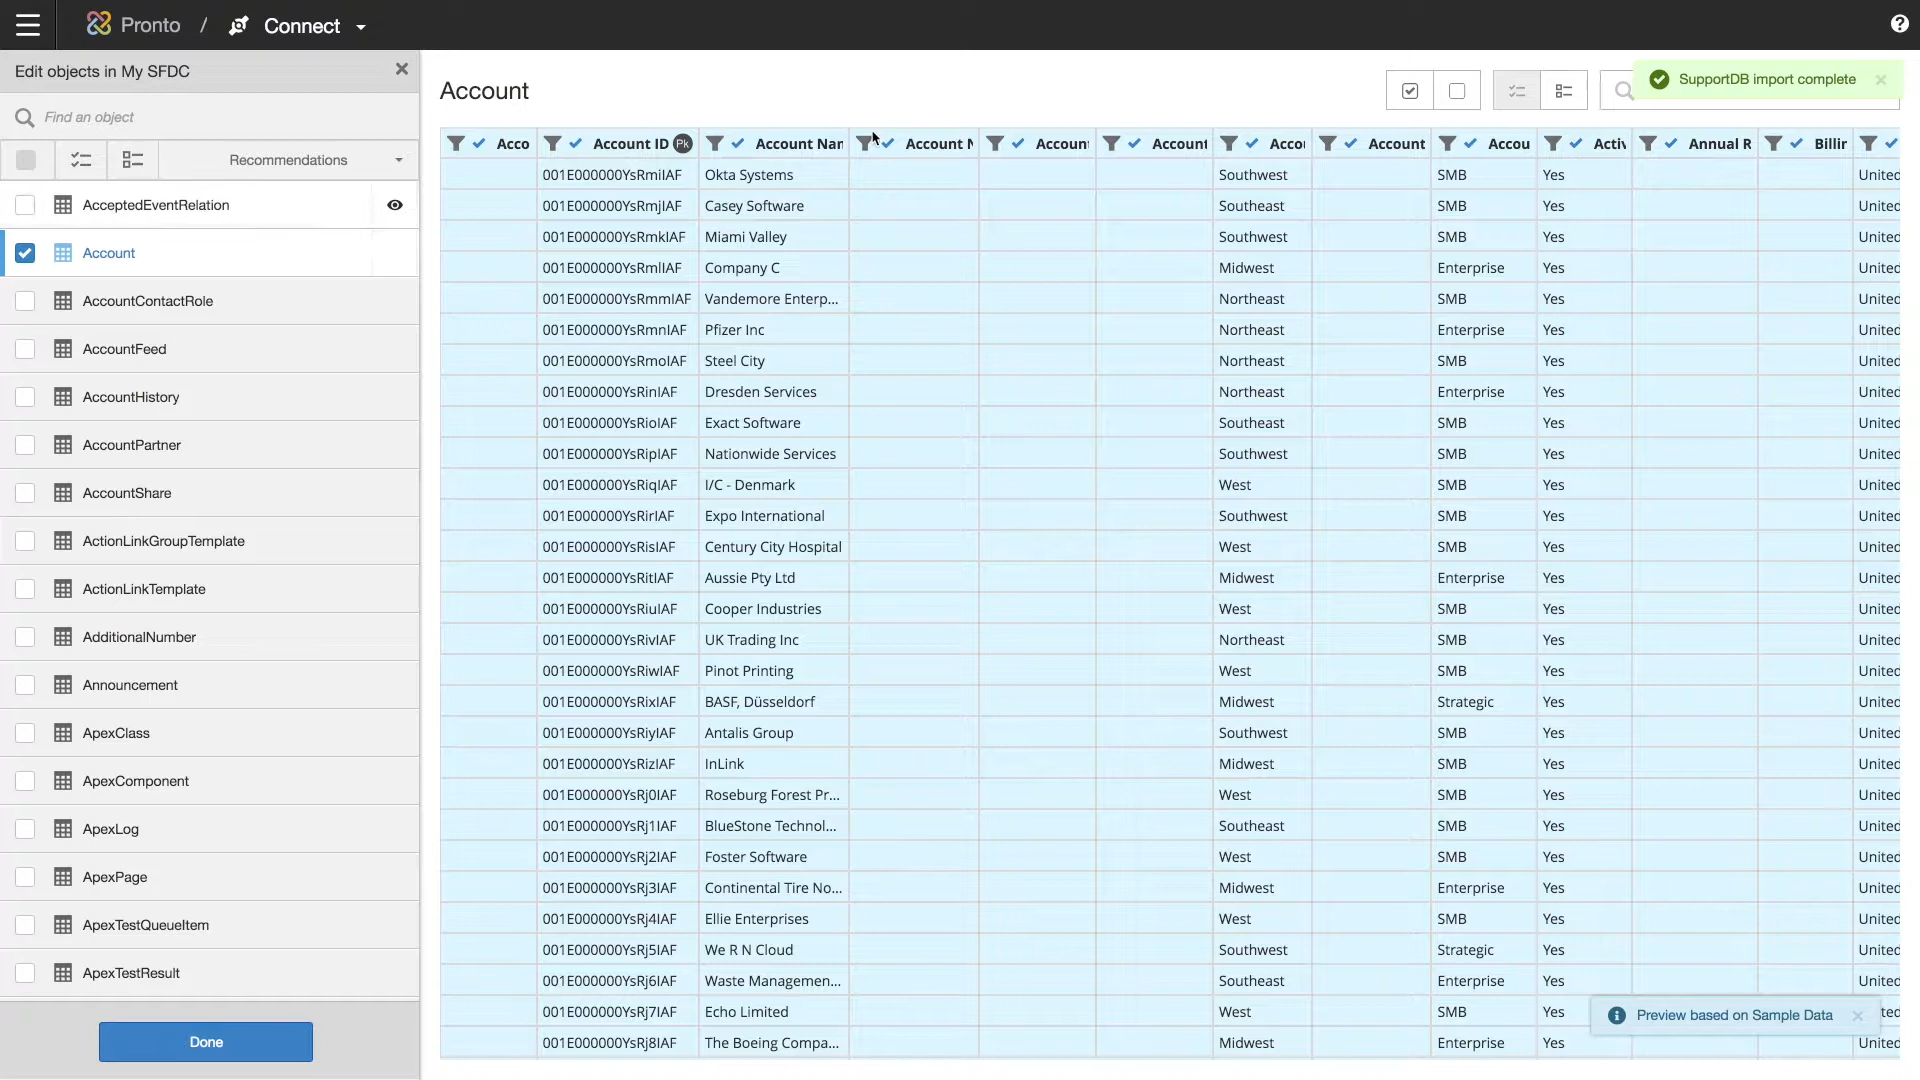 Pronto / Connect
Edit objects in My SFDC
Find an object
Recommendations
AcceptedEventRelation
Account
AccountContactRole
AccountFeed
AccountHistory
AccountPartner
AccountShare
ActionLinkGroupTemplate
ActionLinkTemplate
AdditionalNumber
Announcement
ApexClass
ApexComponent
ApexLog
ApexPage
ApexTestQueueItem
ApexTestResult
Done
Account
SupportDB import complete
Acco Account ID Pk Account Nar Account N Account Account Acco Account Accou Activ Annual R Billir
001E000000YsRmiIAF Okta Systems Southwest SMB Yes United
001E000000YsRmjIAF Casey Software Southeast SMB Yes United
001E000000YsRmkIAF Miami Valley Southwest SMB Yes United
001E000000YsRmlIAF Company C Midwest Enterprise Yes United
001E000000YsRmmIAF Vandemore Enterp... Northeast SMB Yes United
001E000000YsRmnIAF Pfizer Inc Northeast Enterprise Yes United
001E000000YsRmoIAF Steel City Northeast SMB Yes United
001E000000YsRinIAF Dresden Services Northeast Enterprise Yes United
001E000000YsRioIAF Exact Software Southeast SMB Yes United
001E000000YsRipIAF Nationwide Services Southwest SMB Yes United
001E000000YsRiqIAF I/C - Denmark West SMB Yes United
001E000000YsRirIAF Expo International Southwest SMB Yes United
001E000000YsRisIAF Century City Hospital West SMB Yes United
001E000000YsRitIAF Aussie Pty Ltd Midwest Enterprise Yes United
001E000000YsRiuIAF Cooper Industries West SMB Yes United
001E000000YsRivIAF UK Trading Inc Northeast SMB Yes United
001E000000YsRiwIAF Pinot Printing West SMB Yes United
001E000000YsRixIAF BASF, Düsseldorf Midwest Strategic Yes United
001E000000YsRiyIAF Antalis Group Southwest SMB Yes United
001E000000YsRizIAF InLink Midwest SMB Yes United
001E000000YsRj0IAF Roseburg Forest Pr... West SMB Yes United
001E000000YsRj1IAF BlueStone Technol... Southeast SMB Yes United
001E000000YsRj2IAF Foster Software West SMB Yes United
001E000000YsRj3IAF Continental Tire No... Midwest Enterprise Yes United
001E000000YsRj4IAF Ellie Enterprises West SMB Yes United
001E000000YsRj5IAF We R N Cloud Southwest Strategic Yes United
001E000000YsRj6IAF Waste Managemen... Southeast Enterprise Yes United
001E000000YsRj7IAF Echo Limited West SMB Yes ted
001E000000YsRj8IAF The Boeing Compa... Midwest Enterprise Yes United
Preview based on Sample Data